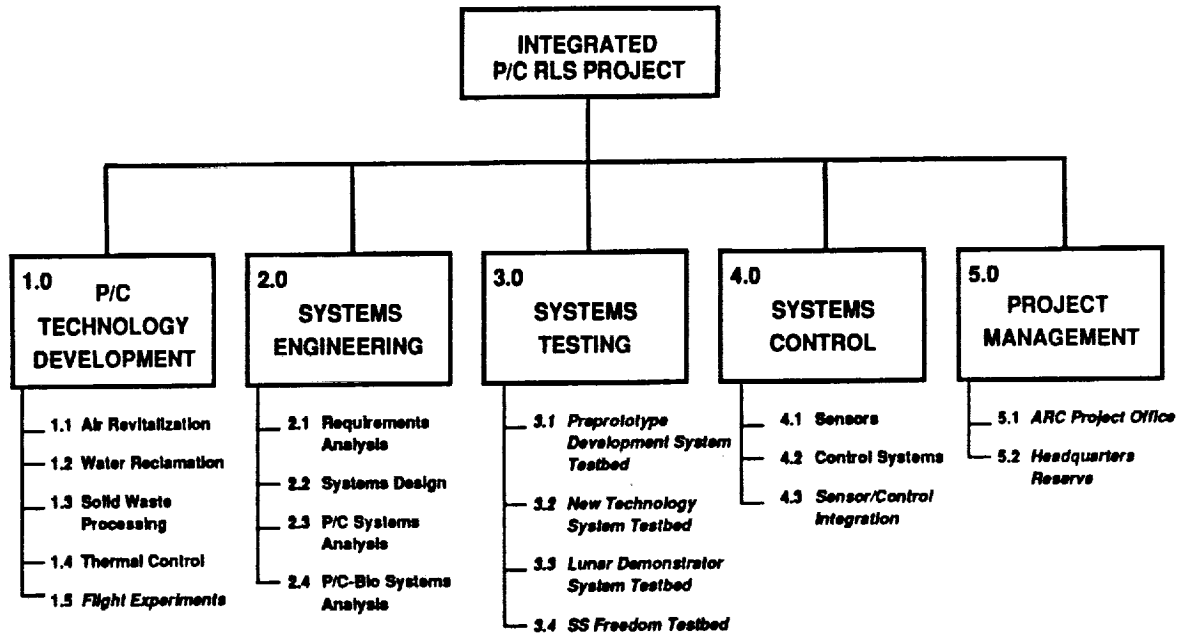 INTEGRATED
P/C RLS PROJECT
1.0
P/C
TECHNOLOGY
DEVELOPMENT
1.1 Air Revitalization
1.2 Water Reclamation
1.3 Solid Waste
Processing
1.4 Thermal Control
1.5 Flight Experiments
2.0
SYSTEMS
ENGINEERING
2.1 Requirements
Analysis
2.2 Systems Design
2.3 P/C Systems
Analysis
2.4 P/C-Bio Systems
Analysis
3.0
SYSTEMS
TESTING
3.1 Preprototype
Development System
Testbed
3.2 New Technology
System Testbed
3.3 Lunar Demonstrator
System Testbed
3.4 SS Freedom Testbed
4.0
SYSTEMS
CONTROL
4.1 Sensors
4.2 Control Systems
4.3 Sensor/Control
Integration
5.0
PROJECT
MANAGEMENT
5.1 ARC Project Office
5.2 Headquarters
Reserve